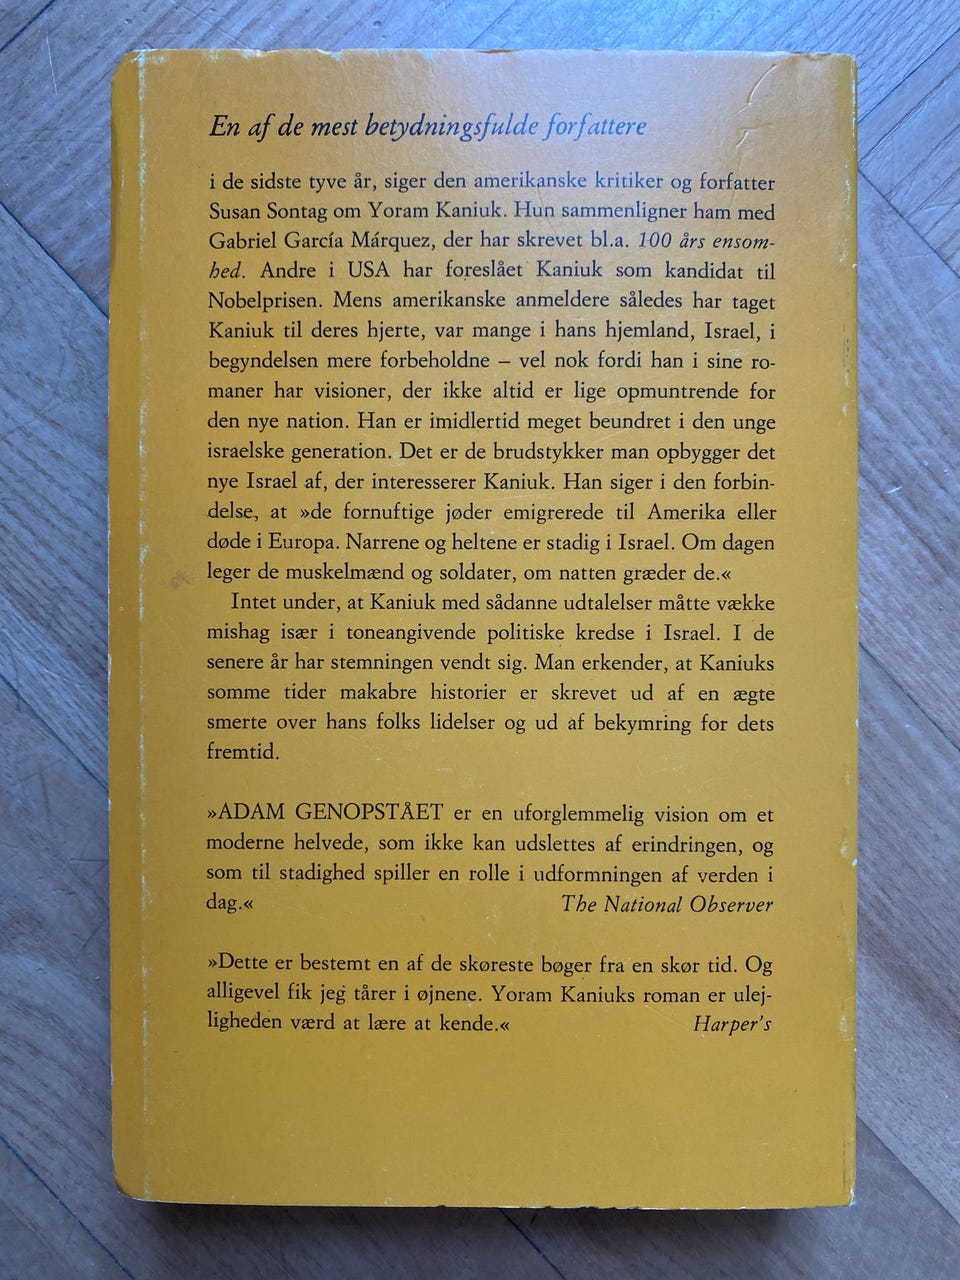 En af de mest betydningsfulde forfattere
i de sidste tyve år, siger den amerikanske kritiker og forfatter
Susan Sontag om Yoram Kaniuk. Hun sammenligner ham med
Gabriel García Márquez, der har skrevet bl.a. 100 års ensom-
hed. Andre i USA har foreslået Kaniuk som kandidat til
Nobelprisen. Mens amerikanske anmeldere således har taget
Kaniuk til deres hjerte, var mange i hans hjemland, Israel, i
begyndelsen mere forbeholdne – vel nok fordi han i sine ro-
maner har visioner, der ikke altid er lige opmuntrende for
den nye nation. Han er imidlertid meget beundret i den unge
israelske generation. Det er de brudstykker man opbygger det
nye Israel af, der interesserer Kaniuk. Han siger i den forbin-
delse, at »de fornuftige jøder emigrerede til Amerika eller
døde i Europa. Narrene og heltene er stadig i Israel. Om dagen
leger de muskelmænd og soldater, om natten græder de.«
Intet under, at Kaniuk med sådanne udtalelser måtte vække
mishag især i toneangivende politiske kredse i Israel. I de
senere år har stemningen vendt sig. Man erkender, at Kaniuks
somme tider makabre historier er skrevet ud af en ægte
smerte over hans folks lidelser og ud af bekymring for dets
fremtid.
»ADAM GENOPSTÅET er en uforglemmelig vision om et
moderne helvede, som ikke kan udslettes af erindringen, og
som til stadighed spiller en rolle i udformningen af verden i
dag.« The National Observer
»Dette er bestemt en af de skøreste bøger fra en skør tid. Og
alligevel fik jeg tårer i øjnene. Yoram Kaniuks roman er ulej-
ligheden værd at lære at kende.« Harper's